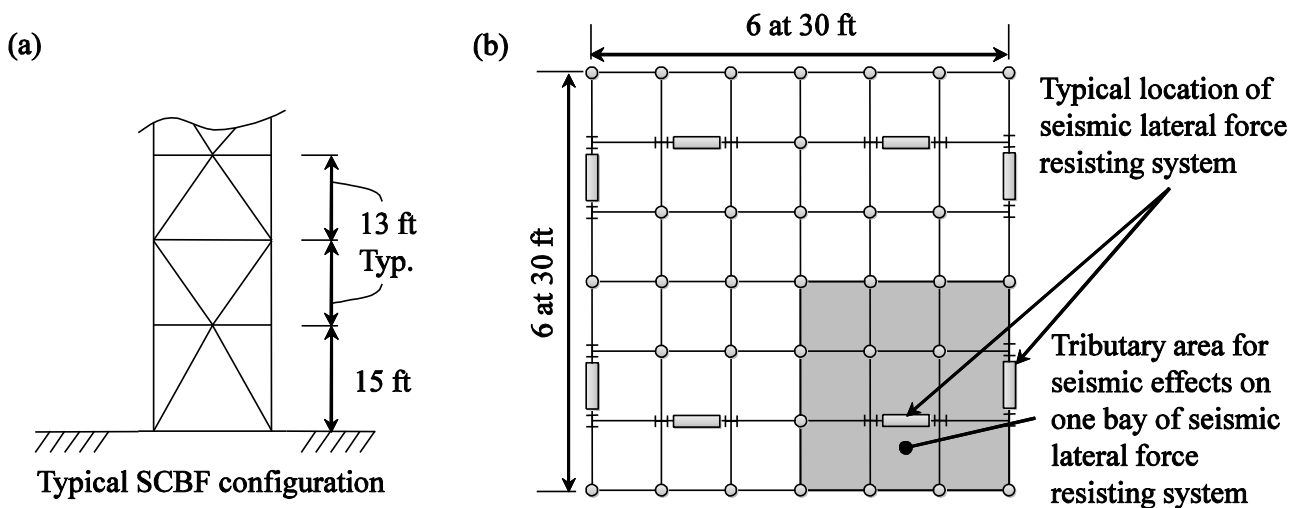 (a)
13 ft
Typ.
15 ft
Typical SCBF configuration
(b)
6 at 30 ft
6 at 30 ft
Typical location of
seismic lateral force
resisting system
Tributary area for
seismic effects on
one bay of seismic
lateral force
resisting system